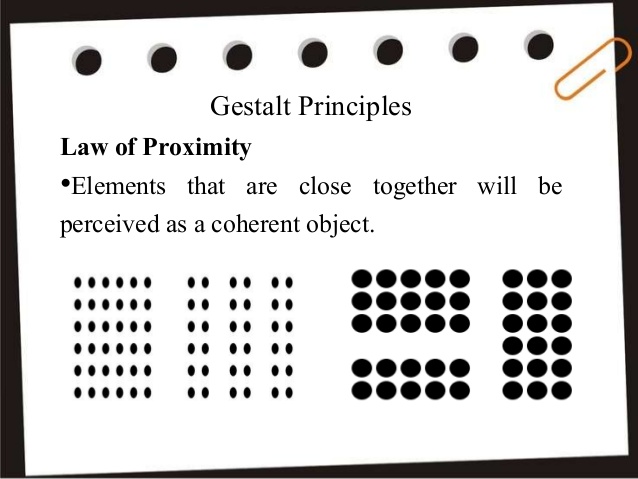 Gestalt Principles
Law of Proximity
•Elements that are close together will be
perceived as a coherent object.